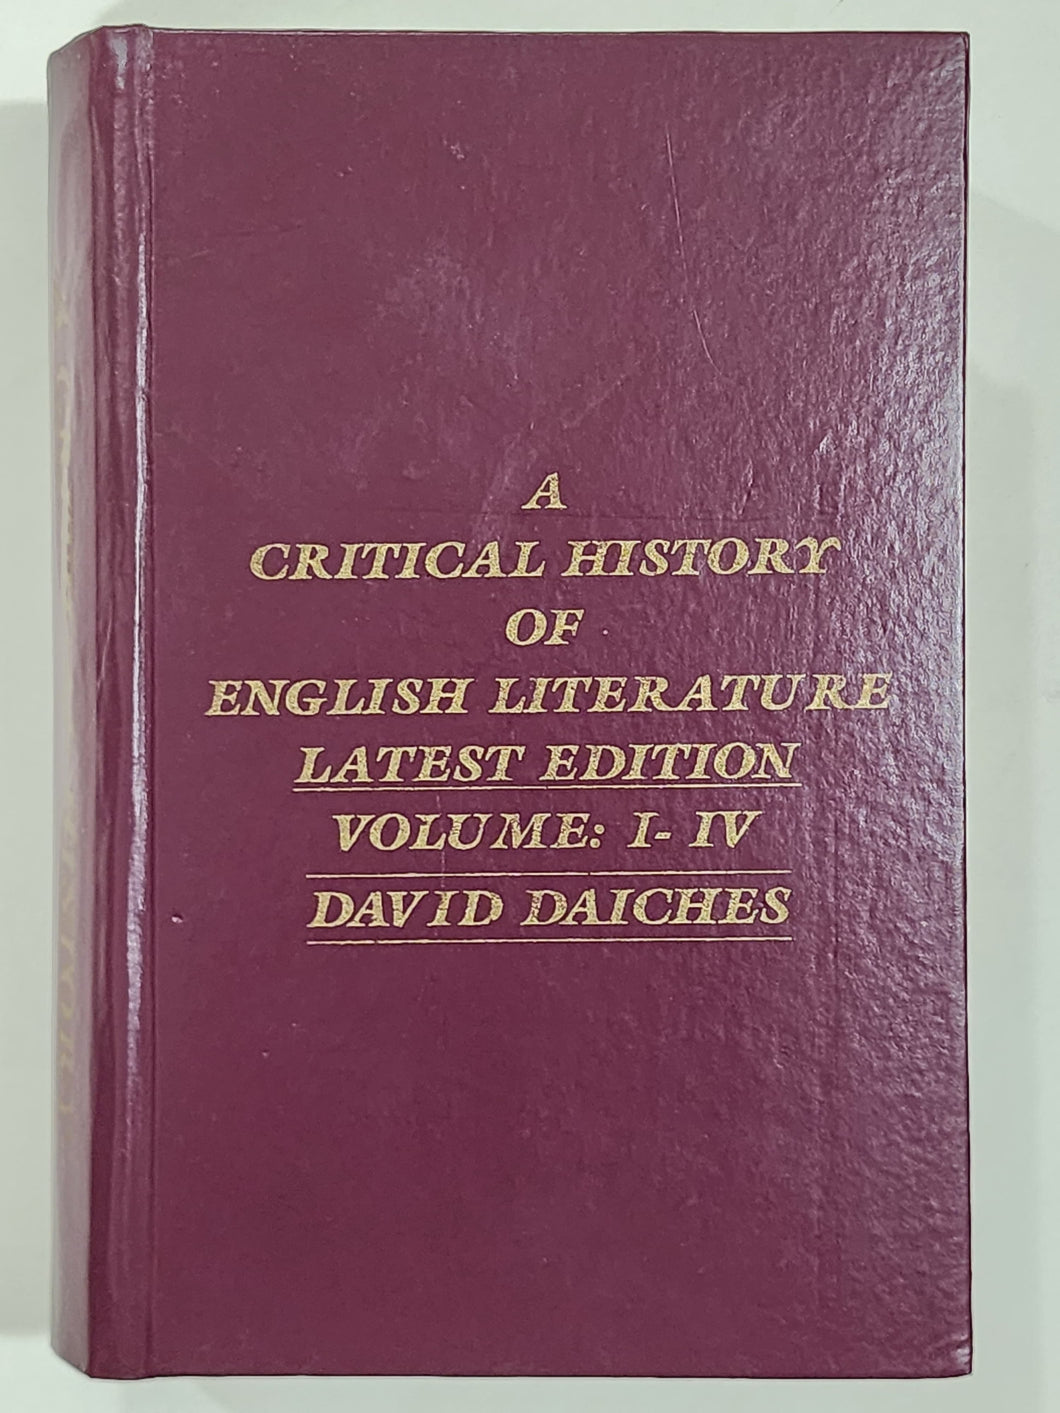 A
CRITICAL HISTORY
OF
ENGLISH LITERATURE
LATEST EDITION
VOLUME: I- IV
DAVID DAICHES